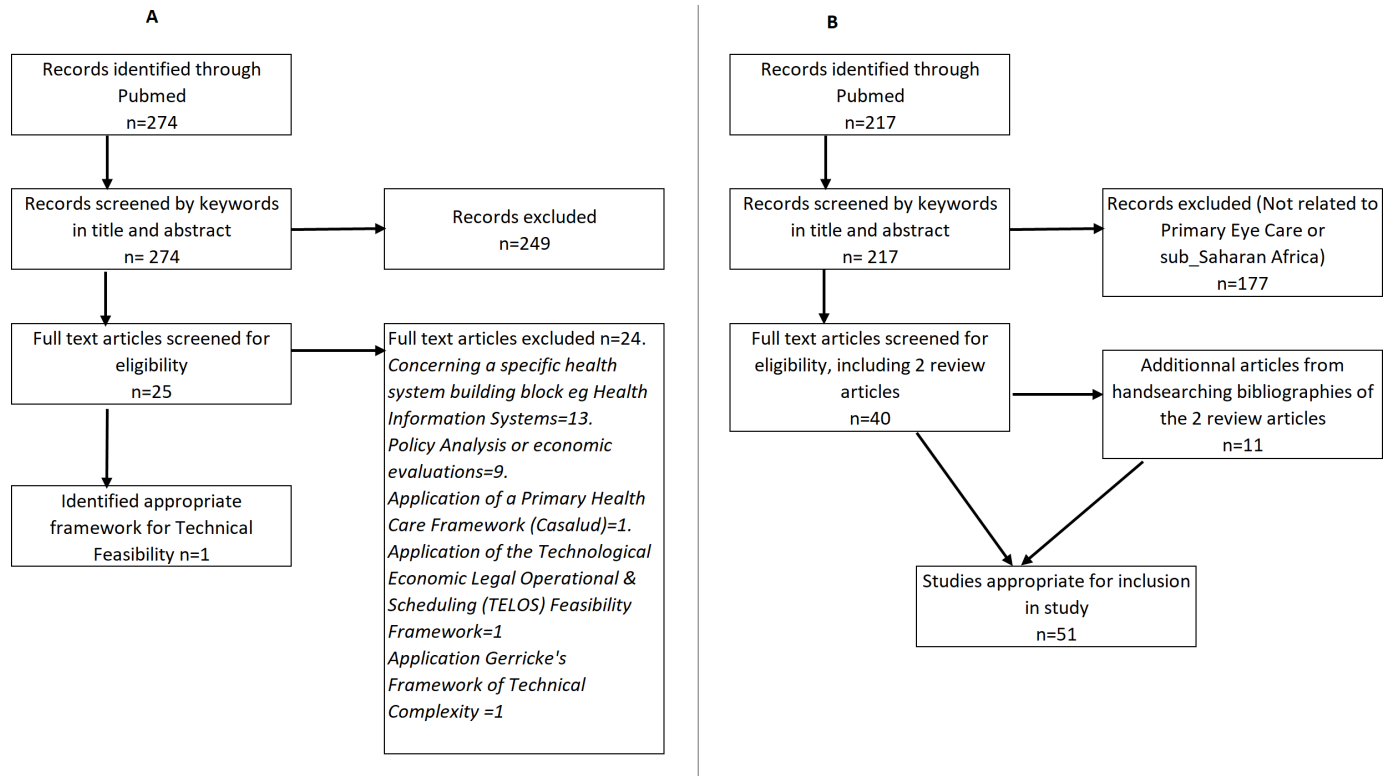 A
Records identified through
Pubmed
n=274
Records screened by keywords
in title and abstract
n= 274
Records excluded
n=249
Full text articles screened for
eligibility
n=25
Full text articles excluded n=24.
Concerning a specific health
system building block eg Health
Information Systems=13.
Policy Analysis or economic
evaluations=9.
Application of a Primary Health
Care Framework (Casalud)=1.
Application of the Technological
Economic Legal Operational &
Scheduling (TELOS) Feasibility
Framework=1
Application Gerricke's
Framework of Technical
Complexity =1
Identified appropriate
framework for Technical
Feasibility n=1
B
Records identified through
Pubmed
n=217
Records screened by keywords
in title and abstract
n= 217
Records excluded (Not related to
Primary Eye Care or
sub_Saharan Africa)
n=177
Full text articles screened for
eligibility, including 2 review
articles
n=40
Additionnal articles from
handsearching bibliographies of
the 2 review articles
n=11
Studies appropriate for inclusion
in study
n=51